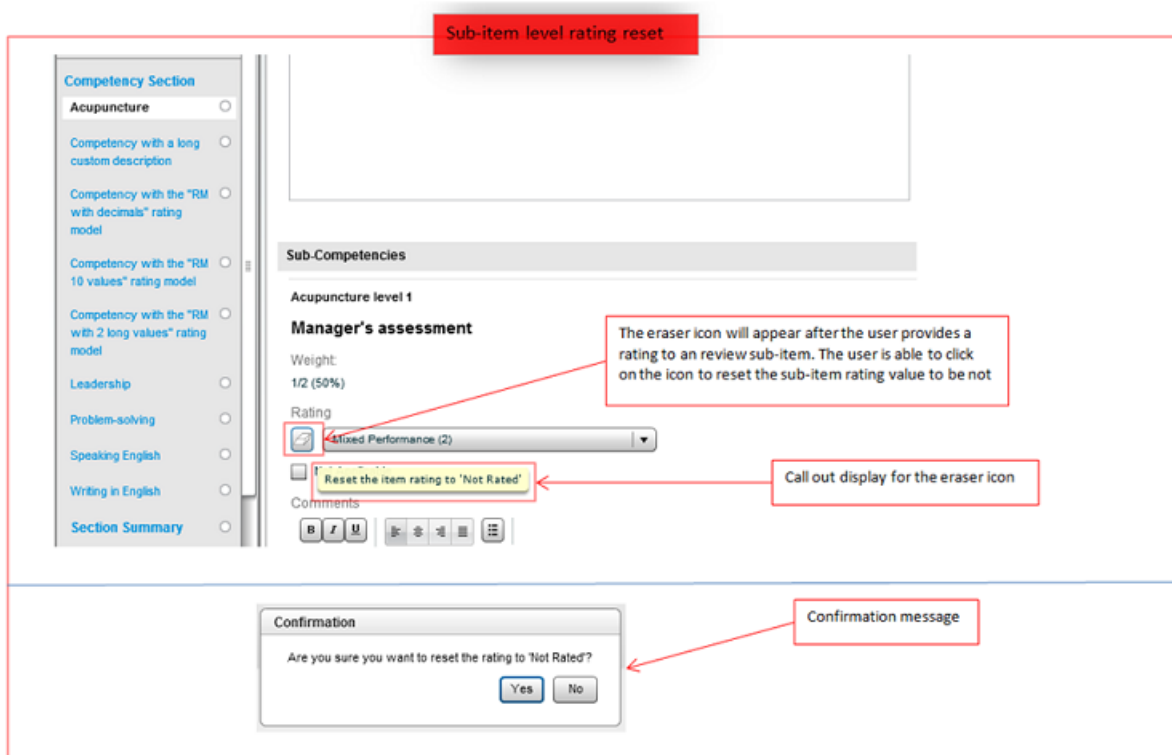 Sub-item level rating reset
Competency Section
Acupuncture
Competency with a long
custom description
Competency with the "RM
with decimals" rating
model
Competency with the "RM
10 values" rating model
Competency with the "RM
with 2 long values" rating
model
Leadership
Problem-solving
Speaking English
Writing in English
Section Summary
Sub-Competencies
Acupuncture level 1
Manager's assessment
Weight:
1/2 (50%)
Rating
Mixed Performance (2)
Reset the item rating to 'Not Rated'
Comments
B I U
The eraser icon will appear after the user provides a
rating to an review sub-item. The user is able to click
on the icon to reset the sub-item rating value to be not
Call out display for the eraser icon
Confirmation
Are you sure you want to reset the rating to 'Not Rated'?
Yes No
Confirmation message